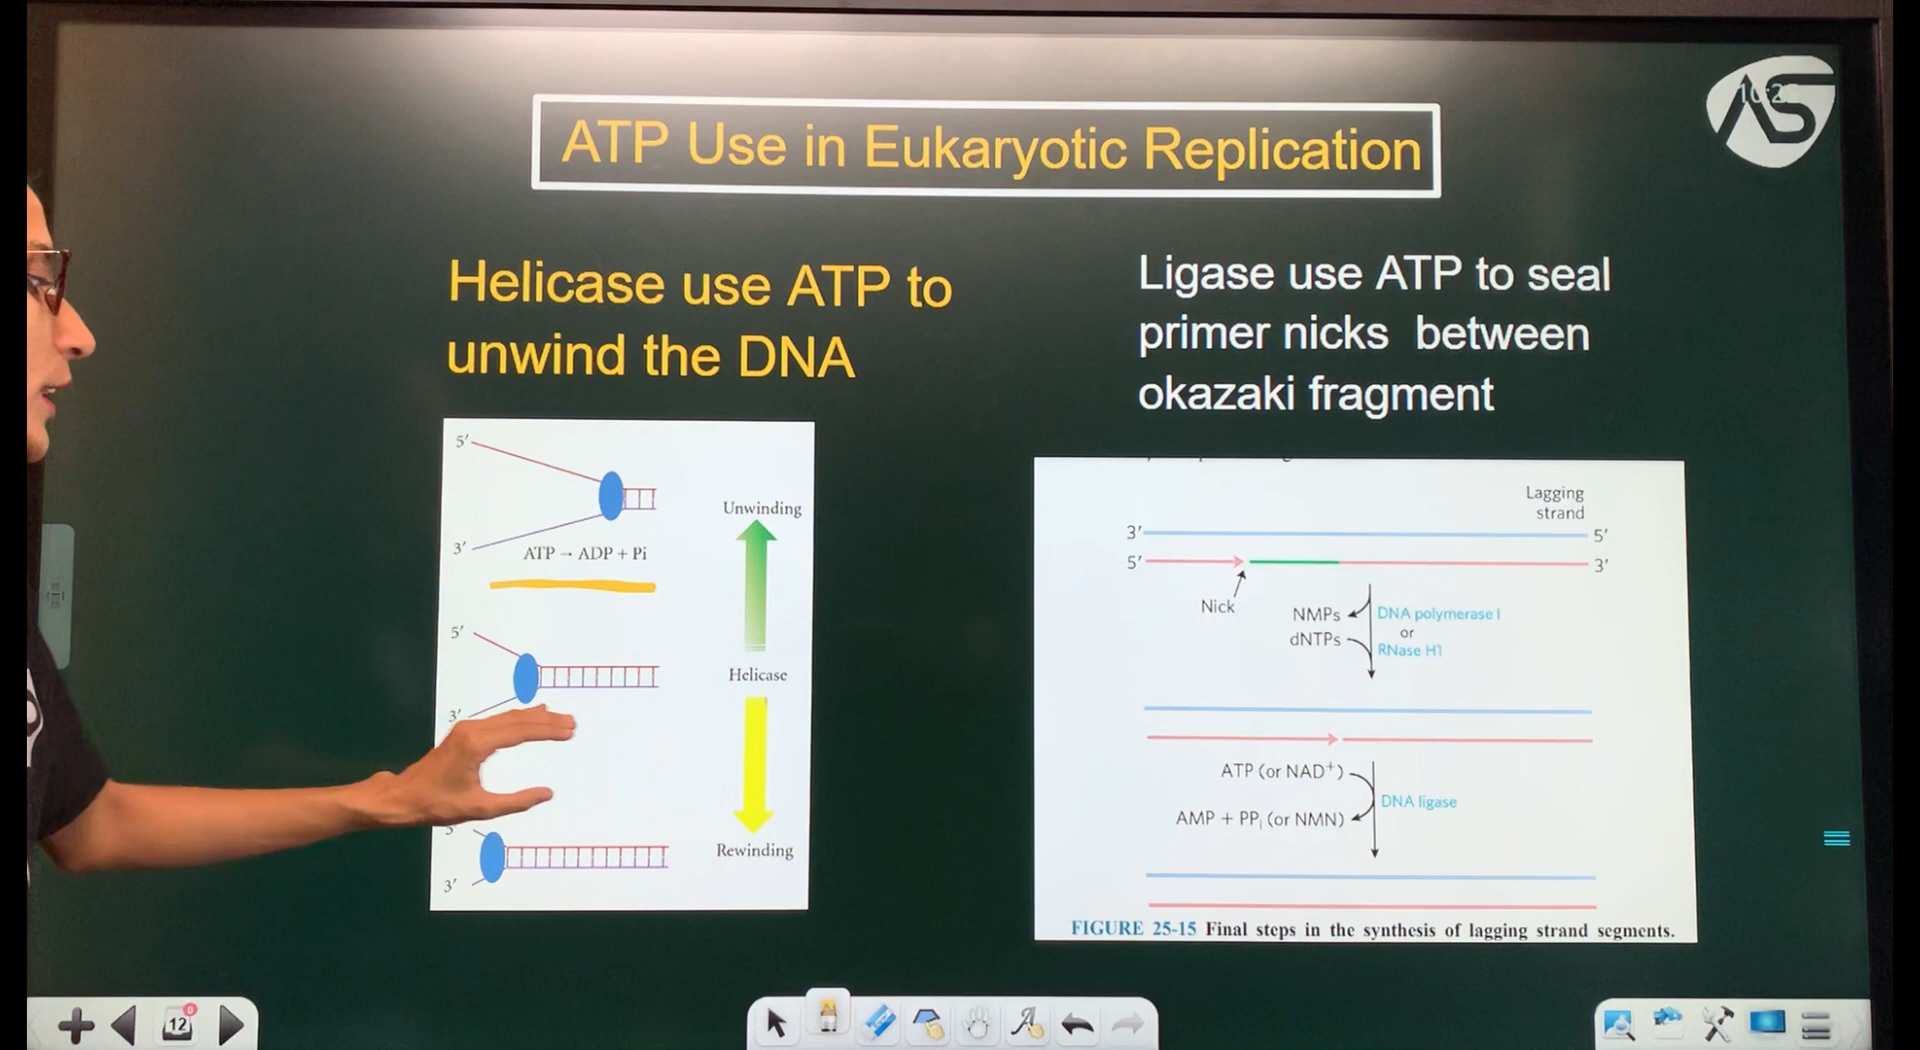 ATP Use in Eukaryotic Replication
AS
Helicase use ATP to
unwind the DNA
5′
3′
ATP → ADP + Pi
Unwinding
5′
3′
Helicase
3′
Rewinding
Ligase use ATP to seal
primer nicks between
okazaki fragment
Lagging
strand
3′ 5′
5′ 3′
Nick
NMPs
dNTPs
DNA polymerase I
or
RNase H1
ATP (or NAD⁺)
DNA ligase
AMP + PPᵢ (or NMN)
FIGURE 25-15 Final steps in the synthesis of lagging strand segments.
12
0